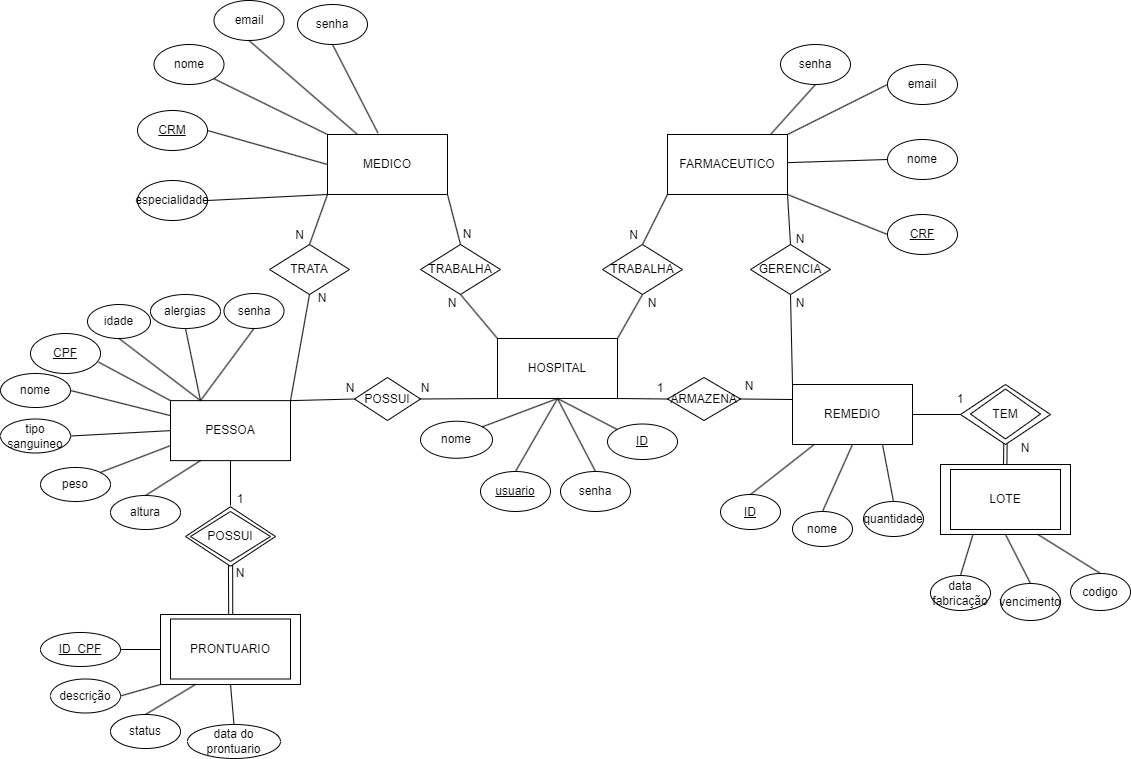 email
senha
nome
CRM
especialidade
MEDICO
senha
email
nome
CRF
FARMACEUTICO
N
N
N
N
TRATA
TRABALHA
TRABALHA
GERENCIA
N
N
N
N
idade
alergias
senha
CPF
nome
tipo
sanguineo
peso
altura
PESSOA
N
POSSUI
N
HOSPITAL
1
ARMAZENA
N
REMEDIO
1
TEM
N
LOTE
nome
usuario
senha
ID
ID
nome
quantidade
data
fabricação
vencimento
codigo
1
POSSUI
N
PRONTUARIO
ID_CPF
descrição
status
data do
prontuario